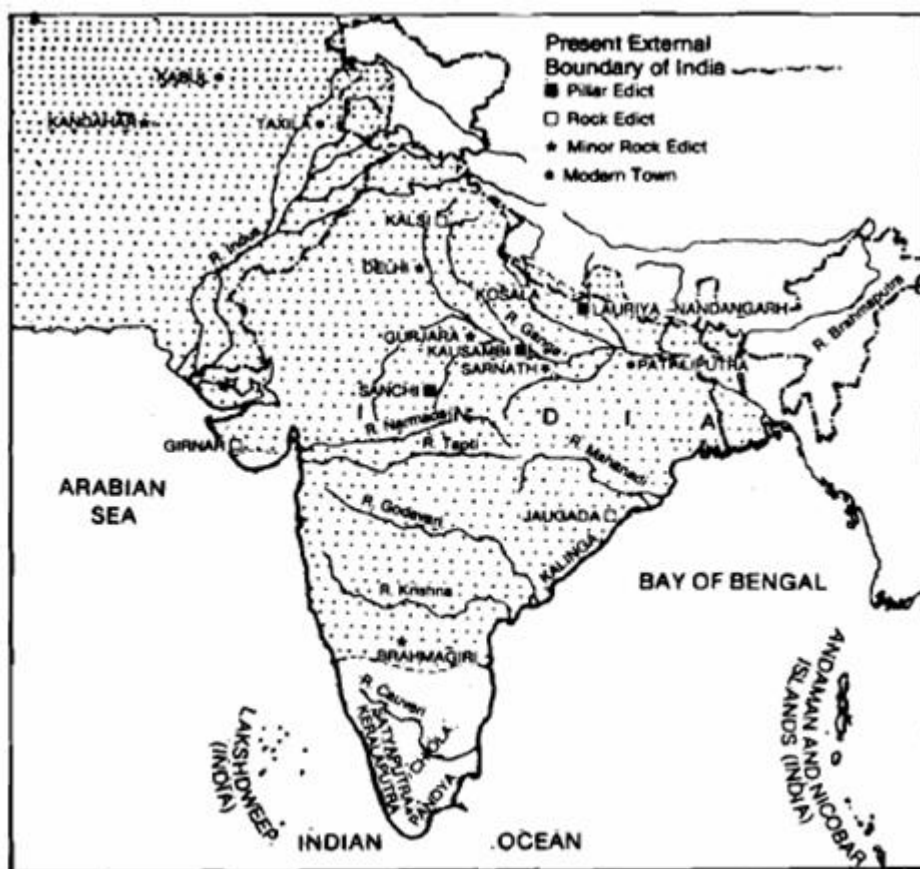 Present External
Boundary of India
Pillar Edict
Rock Edict
Minor Rock Edict
Modern Town
KABUL
KANDAHAR
TAXILA
R. Indus
KALSI
DELHI
KOSALA
LAURIYA-NANDANGARH
R. Brahmaputra
R. Ganga
GURJARA
KAUSAMBI
SARNATH
PATALIPUTRA
SANCHI
I N D I A
R. Narmada
R. Tapti
R. Mahanadi
GIRNAR
ARABIAN
SEA
R. Godavari
JAUGADA
KALINGA
BAY OF BENGAL
R. Krishna
BRAHMAGIRI
R. Cauveri
CHOLA
SATYAPUTRA
KERALAPUTRA
PANDYA
LAKSHDWEEP
(INDIA)
ANDAMAN AND NICOBAR
ISLANDS (INDIA)
INDIAN OCEAN